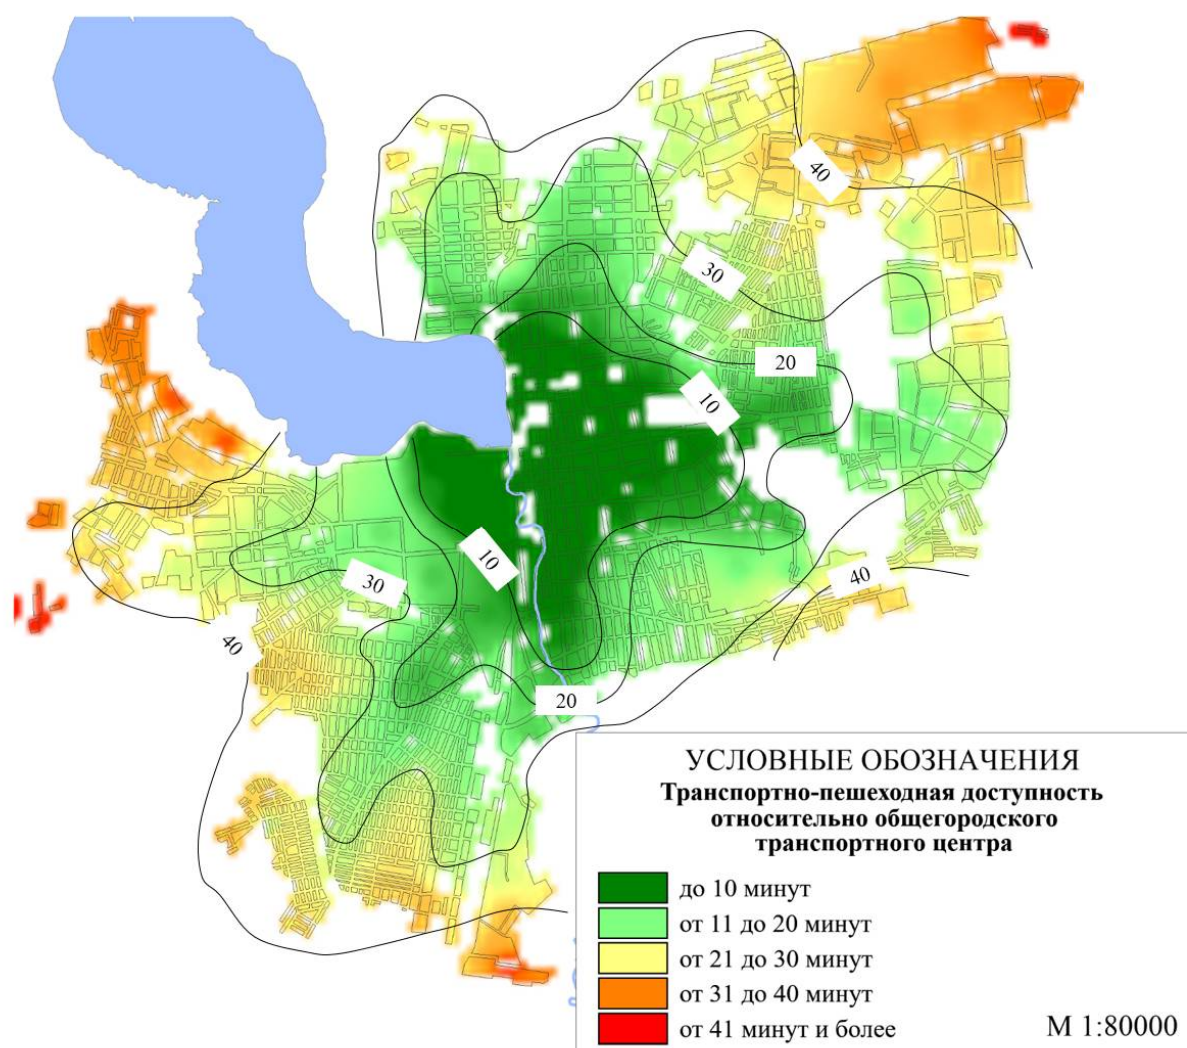 40
30
20
10
10
30
40
40
20
УСЛОВНЫЕ ОБОЗНАЧЕНИЯ
Транспортно-пешеходная доступность
относительно общегородского
транспортного центра
до 10 минут
от 11 до 20 минут
от 21 до 30 минут
от 31 до 40 минут
от 41 минут и более
М 1:80000